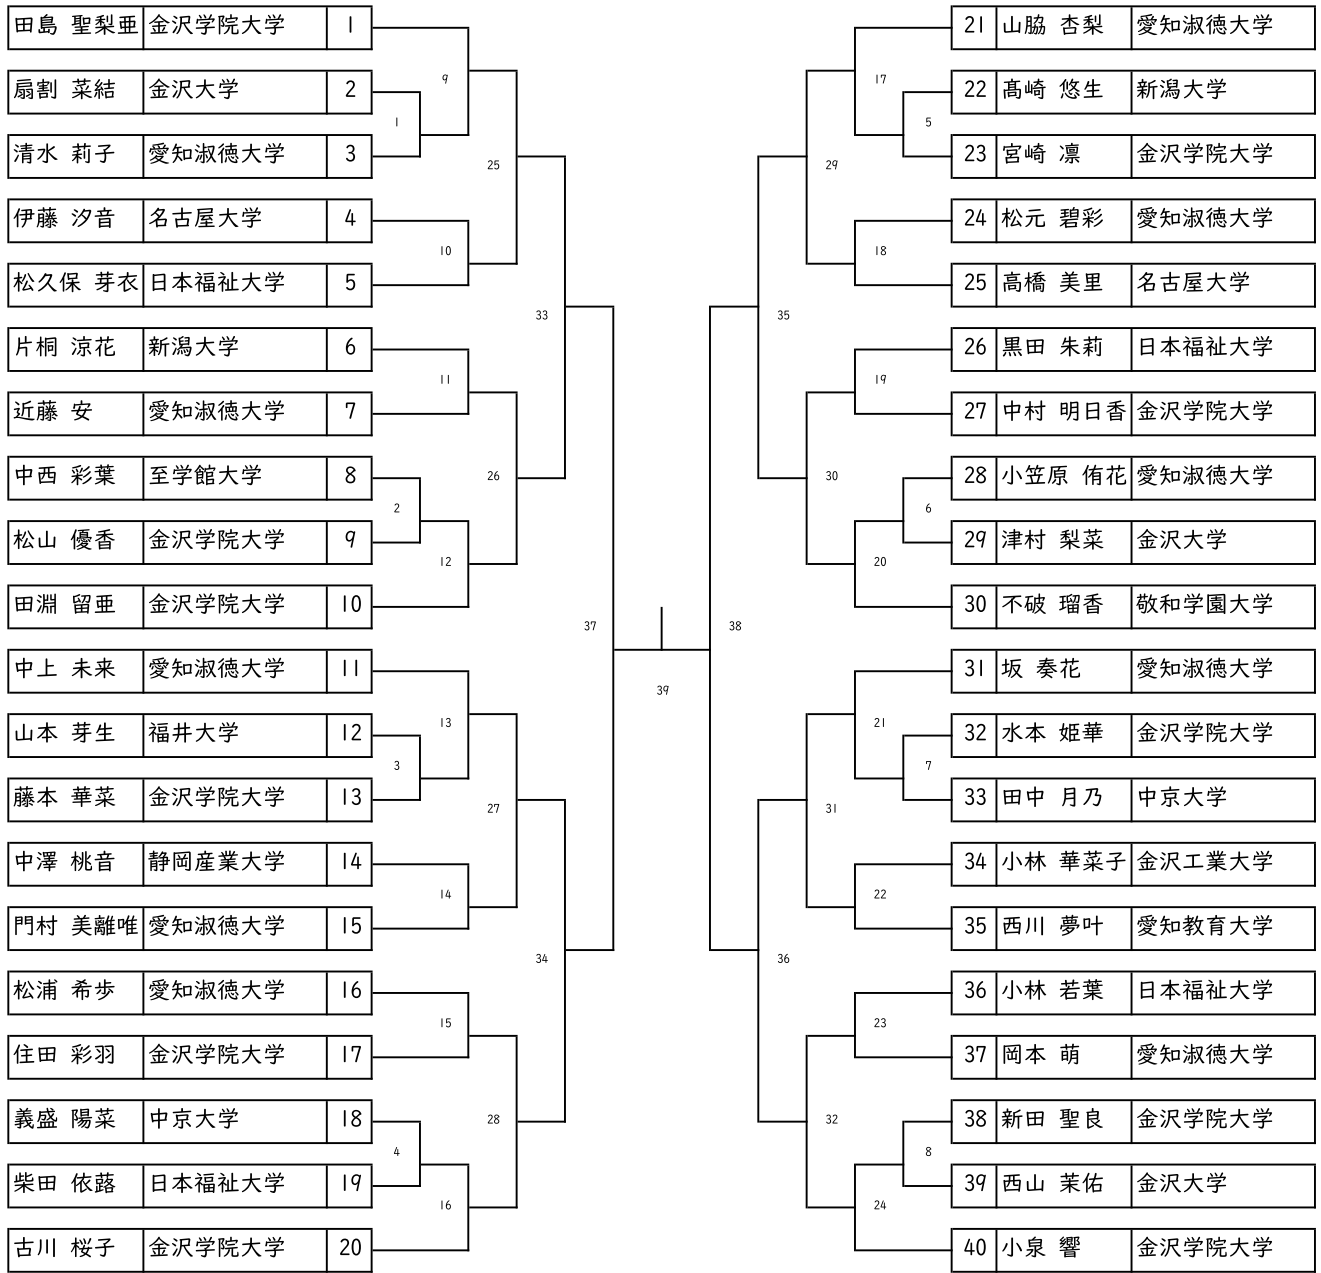 田島 聖梨亜 金沢学院大学 1
扇割 菜結 金沢大学 2
清水 莉子 愛知淑徳大学 3
伊藤 汐音 名古屋大学 4
松久保 芽衣 日本福祉大学 5
片桐 涼花 新潟大学 6
近藤 安 愛知淑徳大学 7
中西 彩葉 至学館大学 8
松山 優香 金沢学院大学 9
田淵 留亜 金沢学院大学 10
中上 未来 愛知淑徳大学 11
山本 芽生 福井大学 12
藤本 華菜 金沢学院大学 13
中澤 桃音 静岡産業大学 14
門村 美離唯 愛知淑徳大学 15
松浦 希歩 愛知淑徳大学 16
住田 彩羽 金沢学院大学 17
義盛 陽菜 中京大学 18
柴田 依蕗 日本福祉大学 19
古川 桜子 金沢学院大学 20
1
2
3
4
9
10
11
12
13
14
15
16
25
26
27
28
33
34
37
39
38
35
36
29
30
31
32
17
18
19
20
21
22
23
24
5
6
7
8
21 山脇 杏梨 愛知淑徳大学
22 髙崎 悠生 新潟大学
23 宮崎 凛 金沢学院大学
24 松元 碧彩 愛知淑徳大学
25 高橋 美里 名古屋大学
26 黒田 朱莉 日本福祉大学
27 中村 明日香 金沢学院大学
28 小笠原 侑花 愛知淑徳大学
29 津村 梨菜 金沢大学
30 不破 瑠香 敬和学園大学
31 坂 奏花 愛知淑徳大学
32 水本 姫華 金沢学院大学
33 田中 月乃 中京大学
34 小林 華菜子 金沢工業大学
35 西川 夢叶 愛知教育大学
36 小林 若葉 日本福祉大学
37 岡本 萌 愛知淑徳大学
38 新田 聖良 金沢学院大学
39 西山 茉佑 金沢大学
40 小泉 響 金沢学院大学